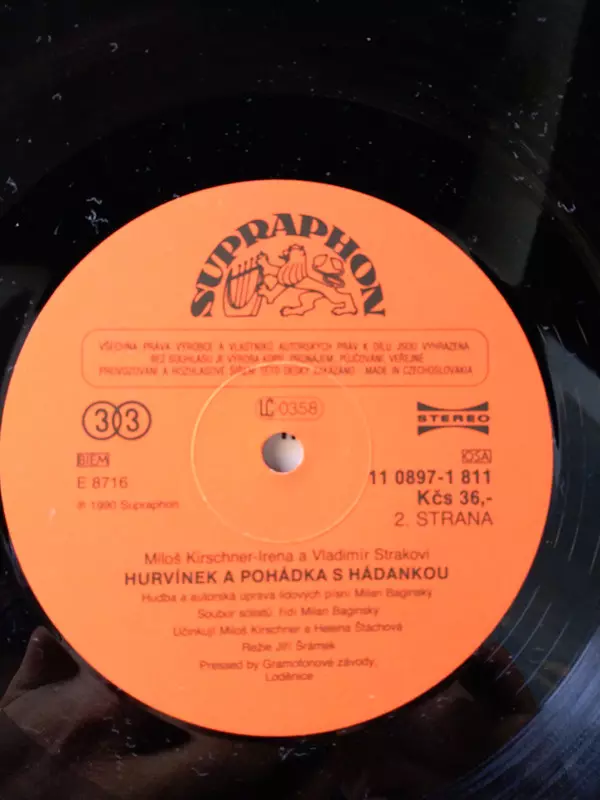 SUPRAPHON
VŠECHNA PRÁVA VÝROBCE A VLASTNÍKŮ AUTORSKÝCH PRÁV K DÍLU JSOU VYHRAZENA
BEZ SOUHLASU JE VÝROBA KOPIÍ, PRONÁJEM, PŮJČOVÁNÍ, VEŘEJNÉ
PROVOZOVÁNÍ A ROZHLASOVÉ ŠÍŘENÍ TÉTO DESKY ZAKÁZÁNO MADE IN CZECHOSLOVAKIA
33
LC 0358
STEREO
BIEM
OSA
E 8716
11 0897-1 811
Kčs 36,-
℗ 1990 Supraphon
2. STRANA
Miloš Kirschner-Irena a Vladimír Strakovi
HURVÍNEK A POHÁDKA S HÁDANKOU
Hudba a autorská úprava lidových písní Milan Baginský
Soubor sólistů, řídí Milan Baginský
Účinkují Miloš Kirschner a Helena Štáchová
Režie Jiří Šrámek
Pressed by Gramofonové závody,
Loděnice